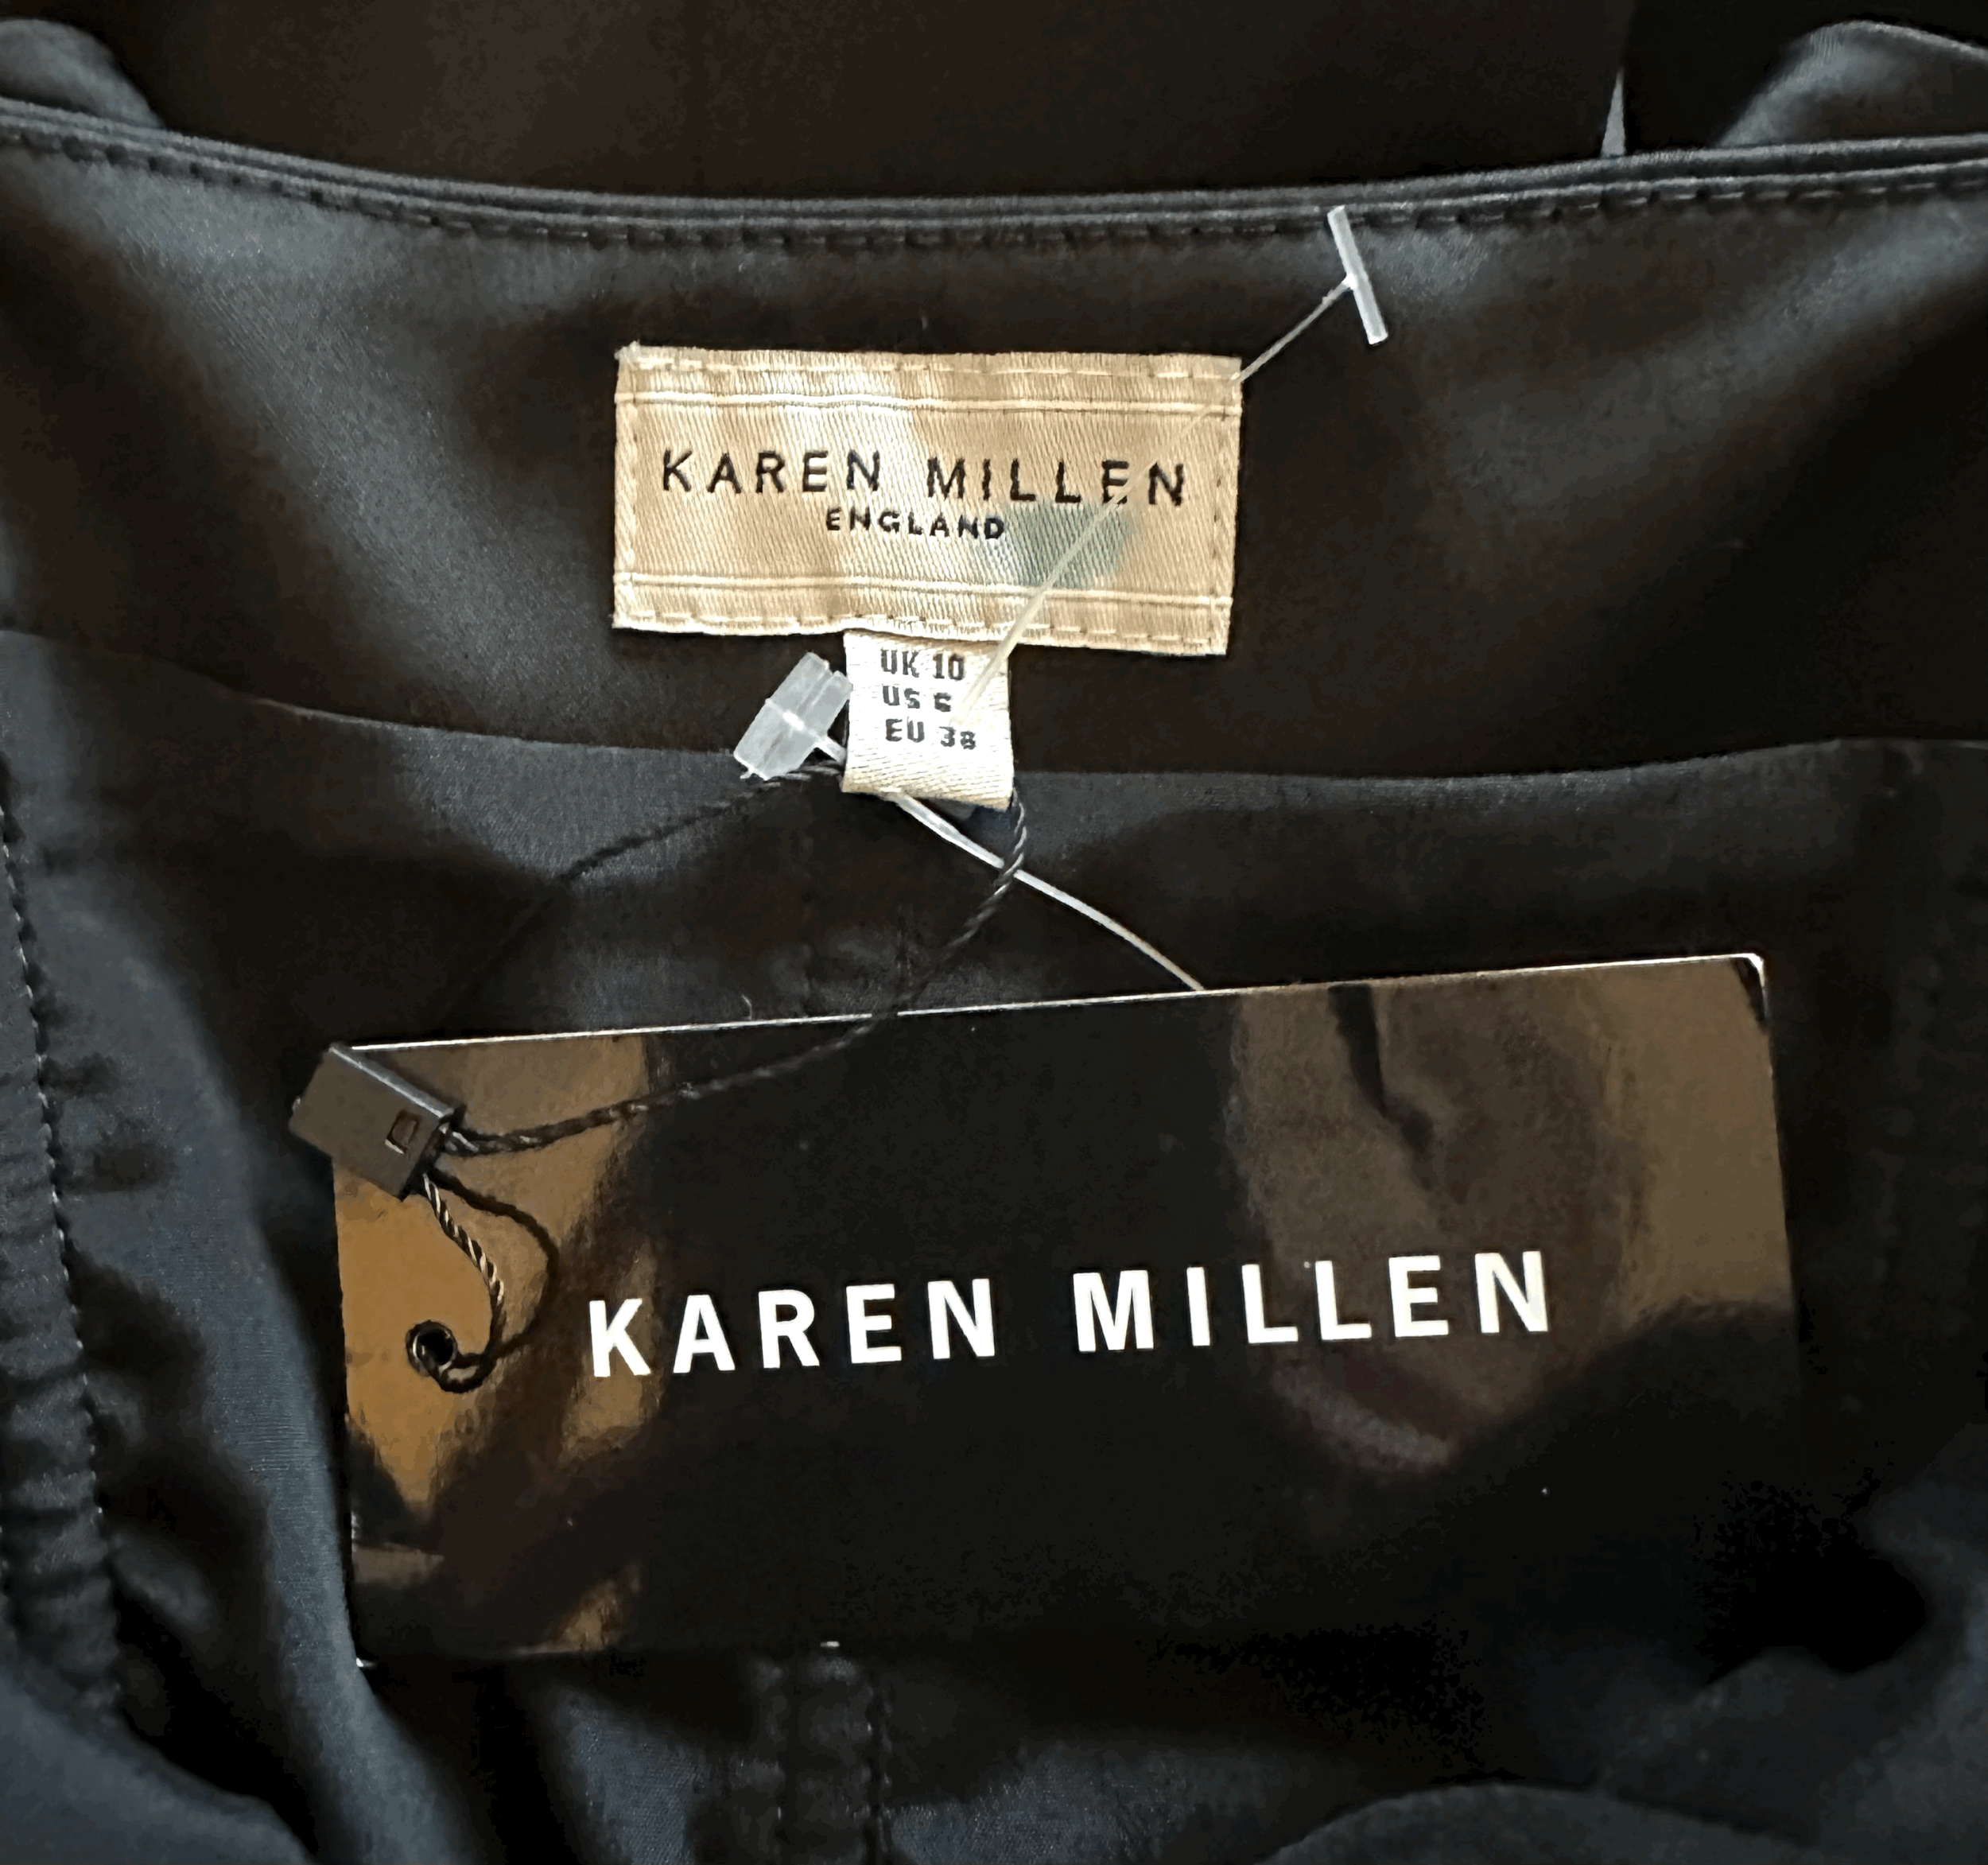 KAREN MILLEN
ENGLAND
UK 10
US 6
EU 38
KAREN MILLEN